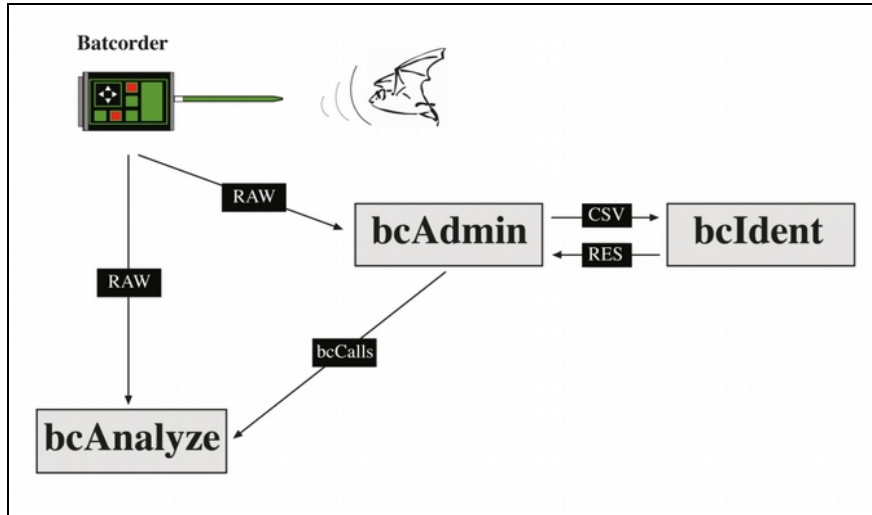 Batcorder
RAW
bcAdmin
CSV
RES
bcIdent
RAW
bcCalls
bcAnalyze